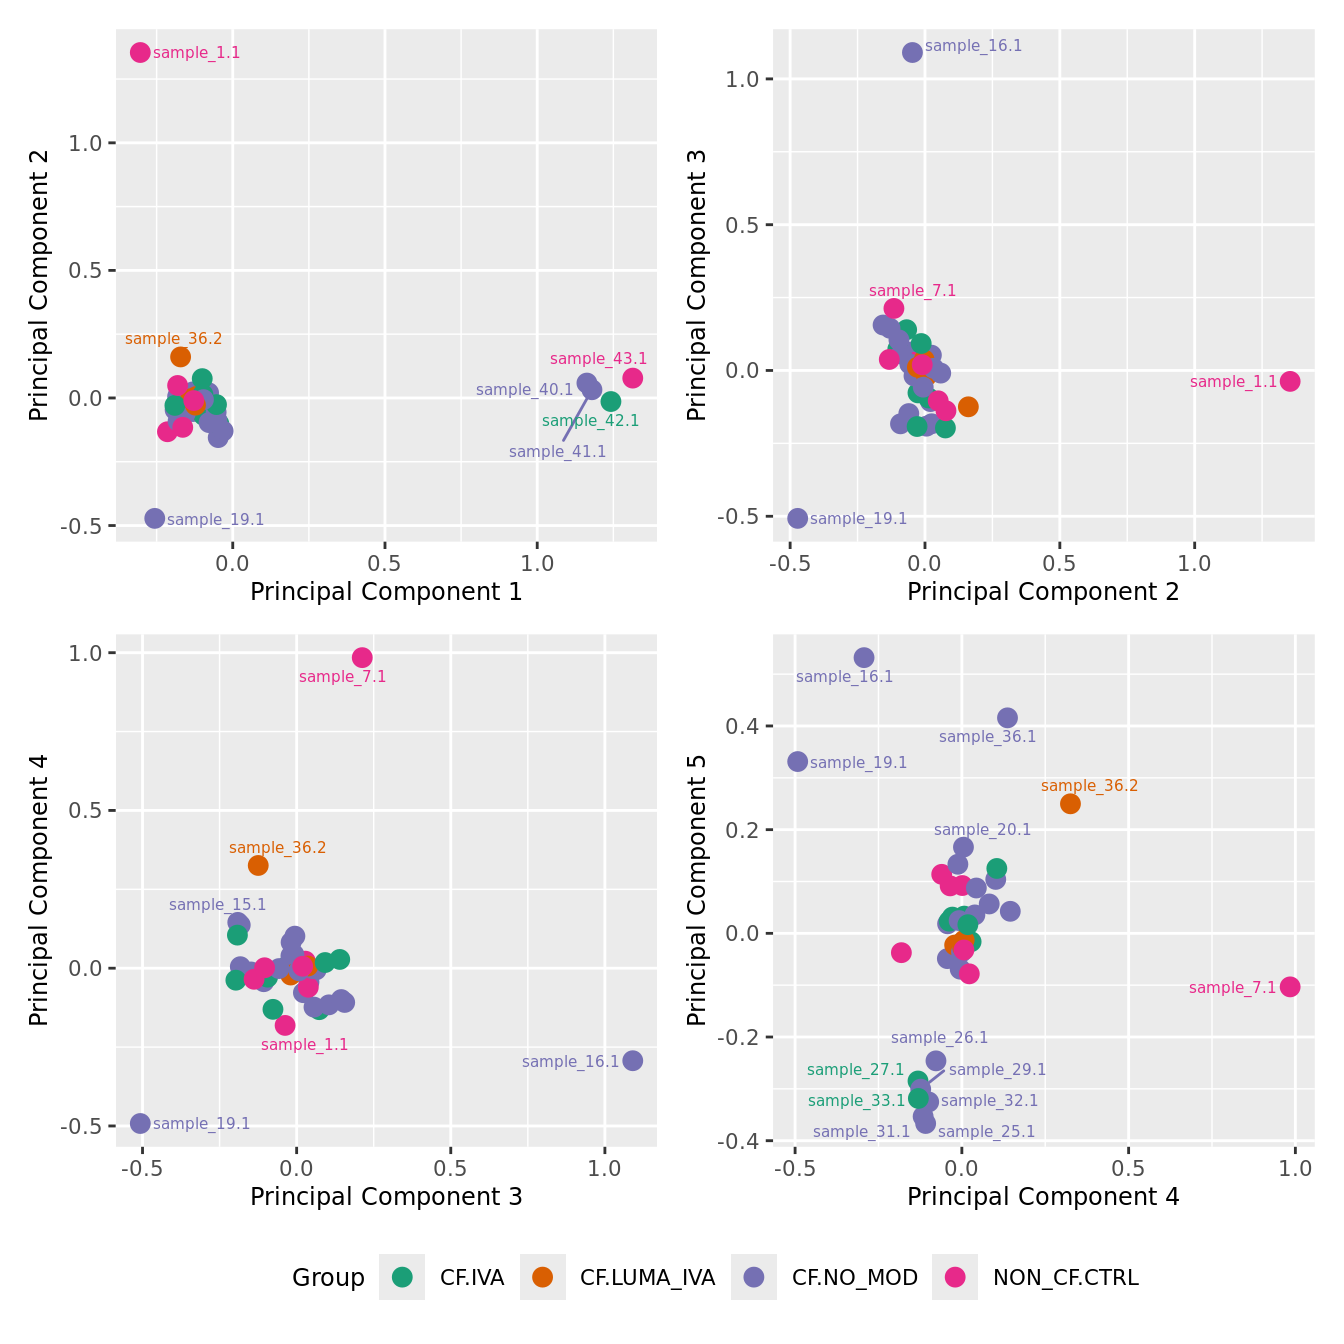 sample_1.1
sample_36.2
sample_43.1
sample_40.1
sample_42.1
sample_41.1
sample_19.1
1.0
0.5
0.0
-0.5
0.0
0.5
1.0
Principal Component 1
Principal Component 2
sample_16.1
sample_7.1
sample_1.1
sample_19.1
1.0
0.5
0.0
-0.5
-0.5
0.0
0.5
1.0
Principal Component 2
Principal Component 3
sample_7.1
sample_36.2
sample_15.1
sample_1.1
sample_16.1
sample_19.1
1.0
0.5
0.0
-0.5
-0.5
0.0
0.5
1.0
Principal Component 3
Principal Component 4
sample_16.1
sample_36.1
sample_19.1
sample_36.2
sample_20.1
sample_7.1
sample_26.1
sample_27.1
sample_29.1
sample_33.1
sample_32.1
sample_31.1
sample_25.1
0.4
0.2
0.0
-0.2
-0.4
-0.5
0.0
0.5
1.0
Principal Component 4
Principal Component 5
Group CF.IVA CF.LUMA_IVA CF.NO_MOD NON_CF.CTRL